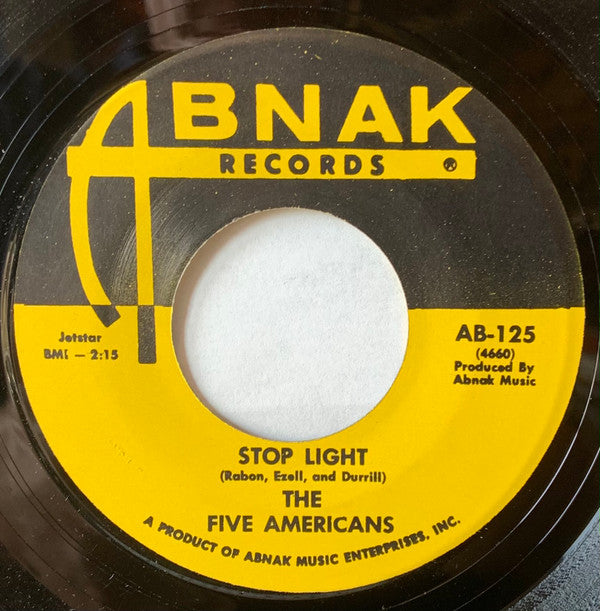 ABNAK
RECORDS ®
Jetstar
BMI — 2:15
AB-125
(4660)
Produced By
Abnak Music
STOP LIGHT
(Rabon, Ezell, and Durrill)
THE
FIVE AMERICANS
A PRODUCT OF ABNAK MUSIC ENTERPRISES, INC.